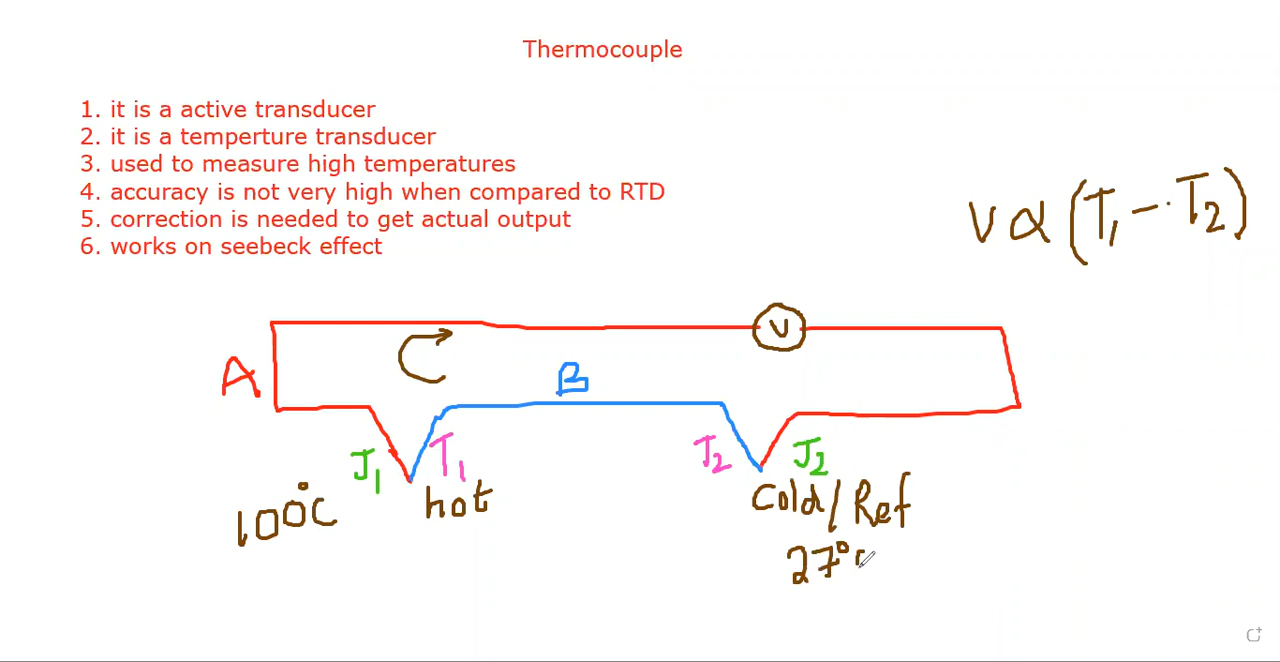 Thermocouple
1. it is a active transducer
2. it is a temperture transducer
3. used to measure high temperatures
4. accuracy is not very high when compared to RTD
5. correction is needed to get actual output
6. works on seebeck effect
V α (T1 - T2)
V
A
B
J1 T1
T2 J2
100°C
hot
Cold/Ref
27°